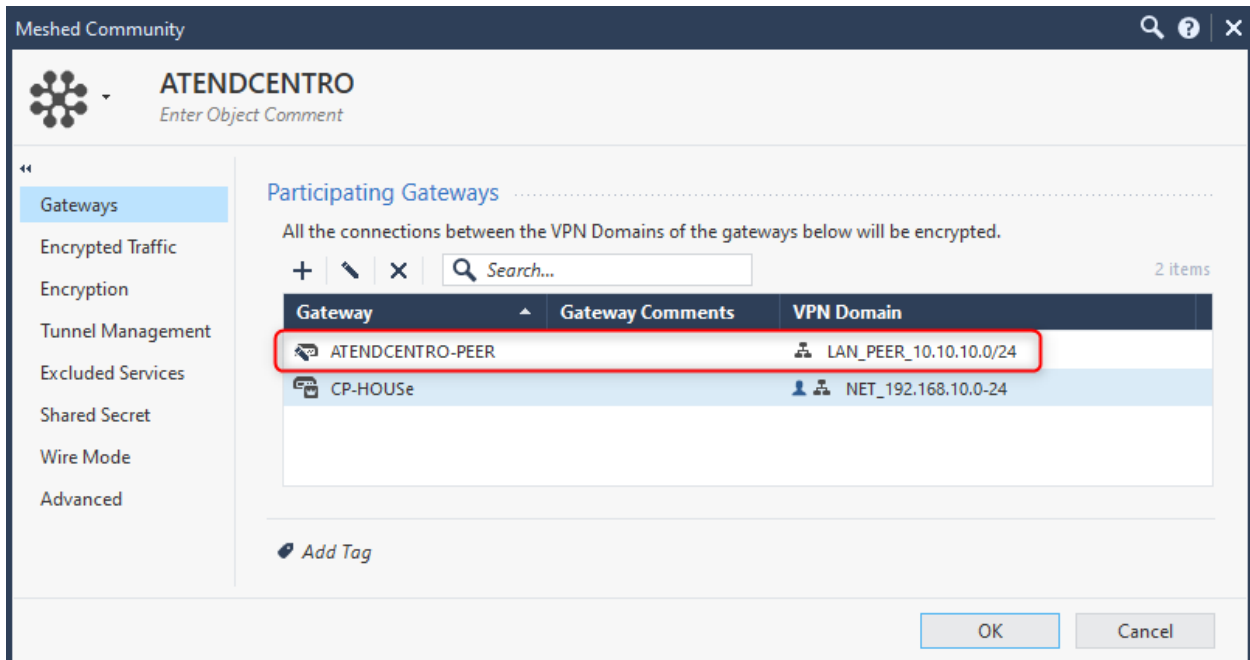 Meshed Community
ATENDCENTRO
Enter Object Comment
Gateways
Encrypted Traffic
Encryption
Tunnel Management
Excluded Services
Shared Secret
Wire Mode
Advanced
Participating Gateways
All the connections between the VPN Domains of the gateways below will be encrypted.
Search...
2 items
Gateway Gateway Comments VPN Domain
ATENDCENTRO-PEER LAN_PEER_10.10.10.0/24
CP-HOUSe NET_192.168.10.0-24
Add Tag
OK Cancel